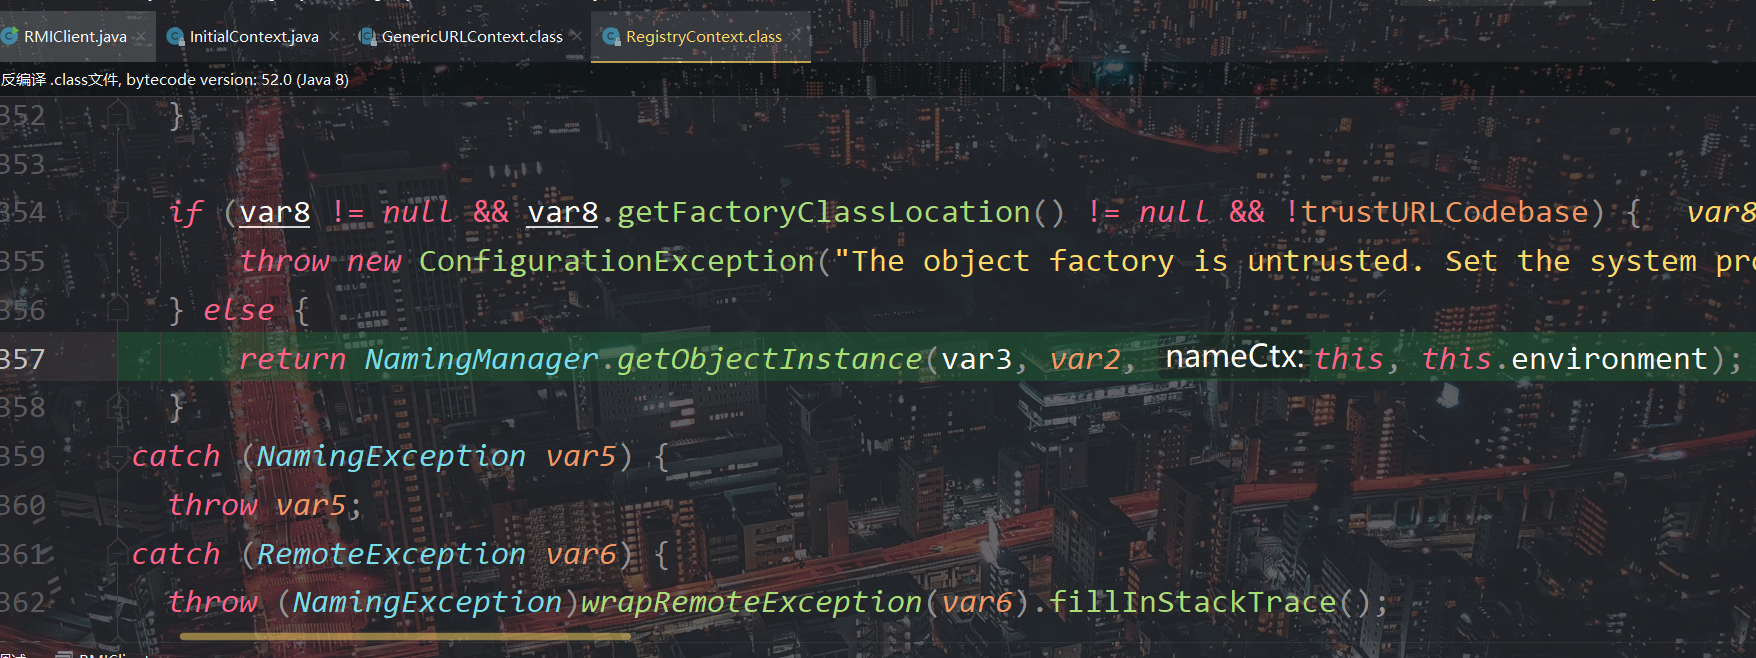 RMIClient.java InitialContext.java GenericURLContext.class RegistryContext.class
反编译 .class文件, bytecode version: 52.0 (Java 8)
352 }
353
354 if (var8 != null && var8.getFactoryClassLocation() != null && !trustURLCodebase) { var8
355 throw new ConfigurationException("The object factory is untrusted. Set the system pro
356 } else {
357 return NamingManager.getObjectInstance(var3, var2, nameCtx: this, this.environment);
358 }
359 catch (NamingException var5) {
360 throw var5;
361 catch (RemoteException var6) {
362 throw (NamingException)wrapRemoteException(var6).fillInStackTrace();